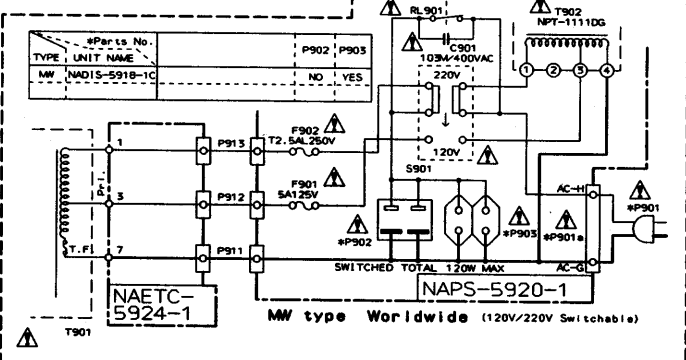 RL901
T902
NPT-1111DG
*Parts No.
TYPE UNIT NAME P902 P903
MW NADIS-5918-1C NO YES
C901
103M/400VAC
220V
1 2 3 4
120V
S901
F902
T2.5AL250V
F901
5A125V
1 P913
3 P912
7 P911
Pri.
T.F.
T901
*P902
*P903
*P901a
*P901
AC-H
AC-G
SWITCHED TOTAL 120W MAX
NAETC-
5924-1
NAPS-5920-1
MW type Worldwide (120V/220V Switchable)